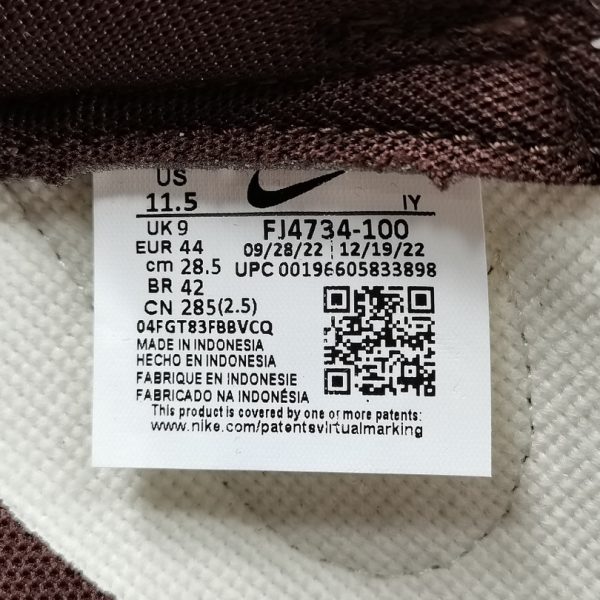 US
11.5 IY
UK 9 FJ4734-100
EUR 44 09/28/22 12/19/22
cm 28.5 UPC 00196605833898
BR 42
CN 285(2.5)
04FGT83FBBVCQ
MADE IN INDONESIA
HECHO EN INDONESIA
FABRIQUE EN INDONESIE
FABRICADO NA INDONÉSIA
This product is covered by one or more patents:
www.nike.com/patentsvirtualmarking